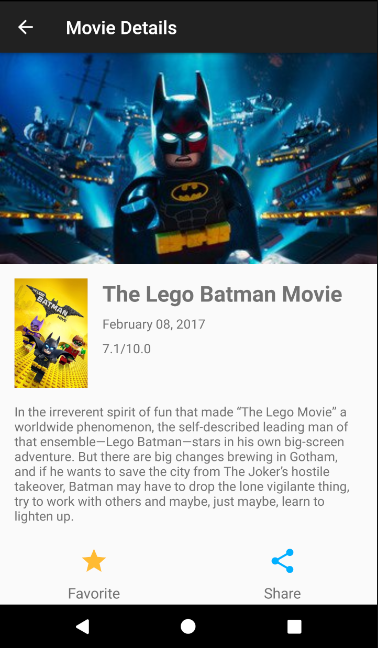 Movie Details
The Lego Batman Movie
February 08, 2017
7.1/10.0
BATMAN
In the irreverent spirit of fun that made “The Lego Movie” a
worldwide phenomenon, the self-described leading man of
that ensemble—Lego Batman—stars in his own big-screen
adventure. But there are big changes brewing in Gotham,
and if he wants to save the city from The Joker’s hostile
takeover, Batman may have to drop the lone vigilante thing,
try to work with others and maybe, just maybe, learn to
lighten up.
Favorite
Share